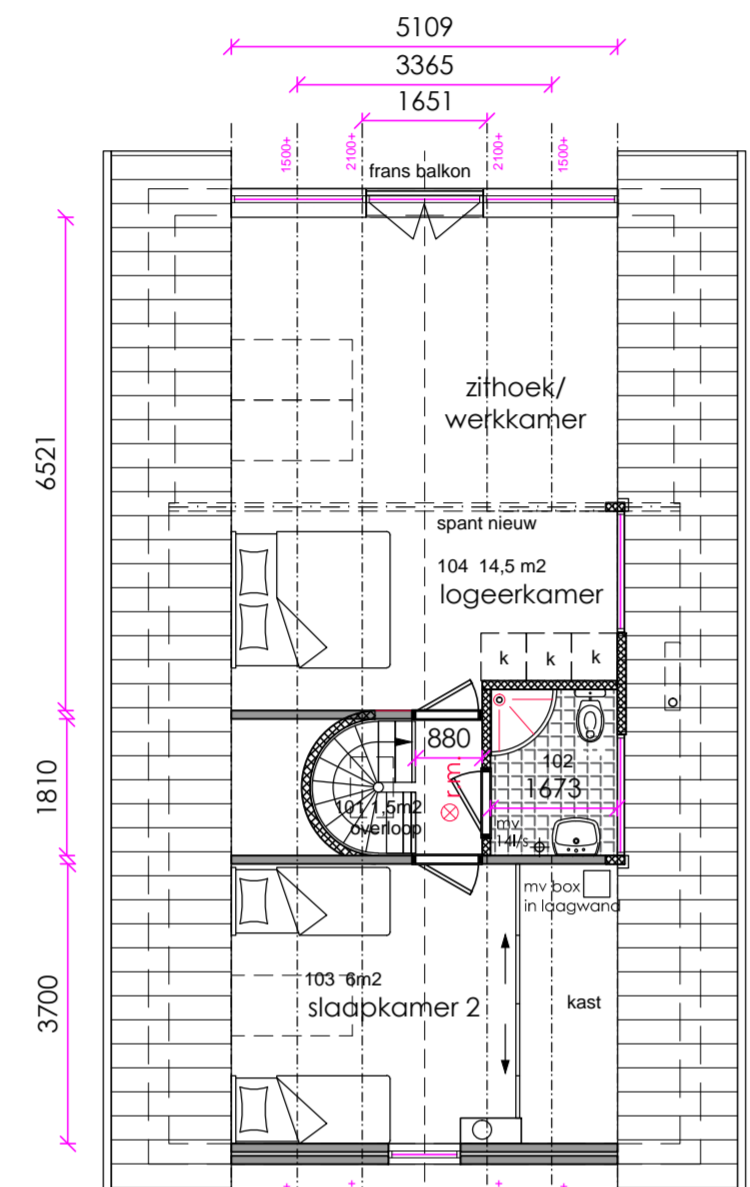 5109
3365
1651
1500+
2100+
2100+
1500+
frans balkon
zithoek/
werkkamer
6521
spant nieuw
104 14,5 m2
logeerkamer
k
k
k
880
r.m.
102
1673
1810
101 1,5m2
overloop
mv
14l/s
mv box
in laagwand
3700
103 6m2
slaapkamer 2
kast